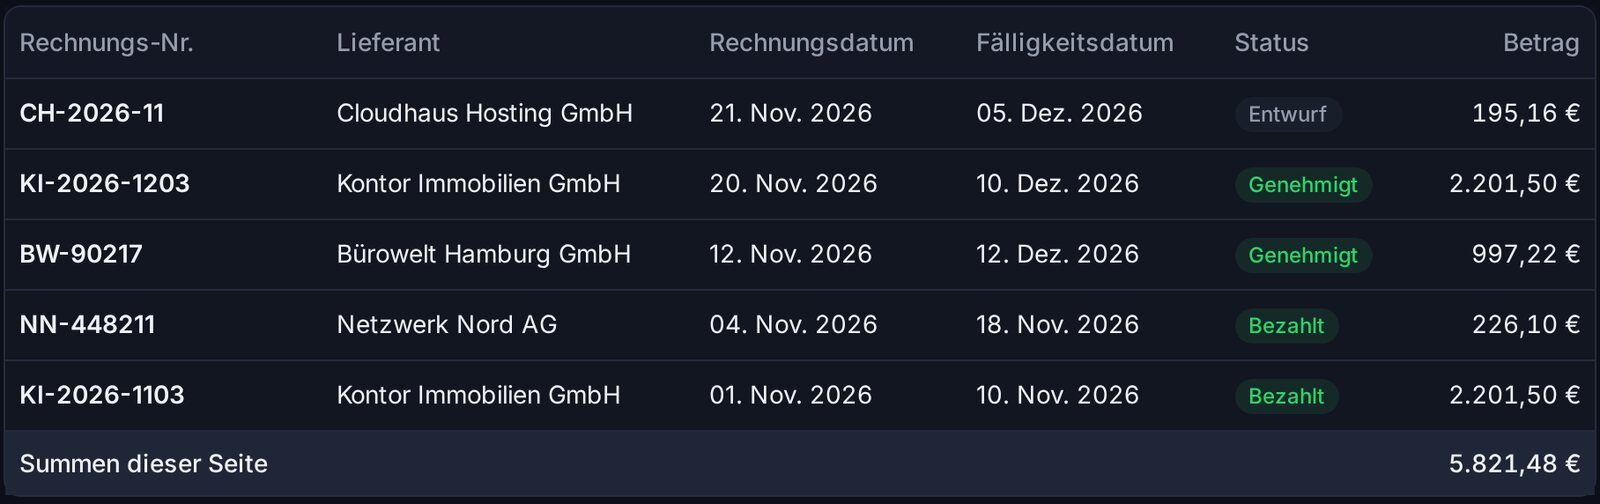 Rechnungs-Nr. Lieferant Rechnungsdatum Fälligkeitsdatum Status Betrag
CH-2026-11 Cloudhaus Hosting GmbH 21. Nov. 2026 05. Dez. 2026 Entwurf 195,16 €
KI-2026-1203 Kontor Immobilien GmbH 20. Nov. 2026 10. Dez. 2026 Genehmigt 2.201,50 €
BW-90217 Bürowelt Hamburg GmbH 12. Nov. 2026 12. Dez. 2026 Genehmigt 997,22 €
NN-448211 Netzwerk Nord AG 04. Nov. 2026 18. Nov. 2026 Bezahlt 226,10 €
KI-2026-1103 Kontor Immobilien GmbH 01. Nov. 2026 10. Nov. 2026 Bezahlt 2.201,50 €
Summen dieser Seite 5.821,48 €